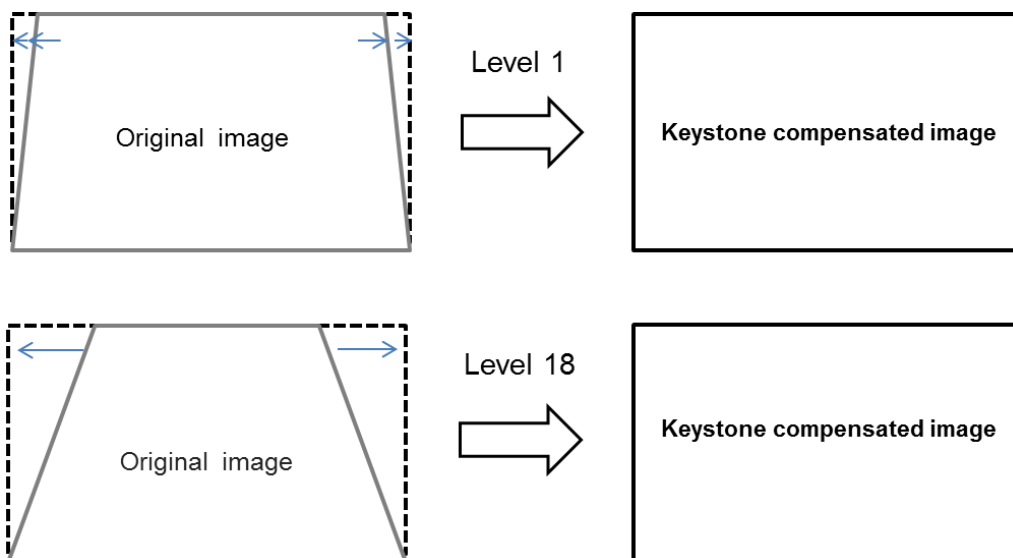 Level 1
Original image
Keystone compensated image
Level 18
Original image
Keystone compensated image